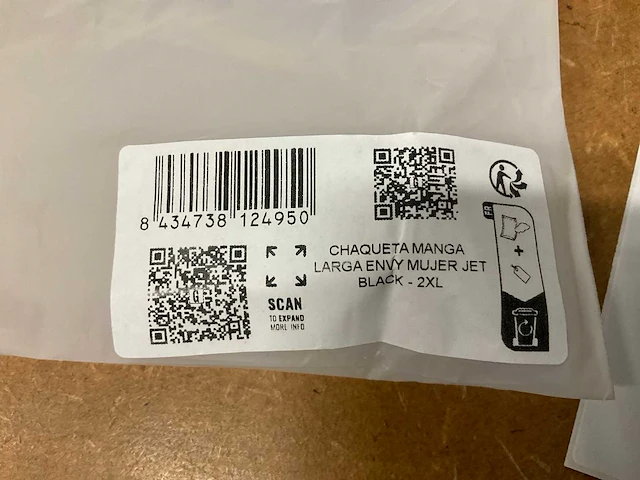 8 434738 124950
CHAQUETA MANGA
LARGA ENVY MUJER JET
BLACK - 2XL
SCAN
TO EXPAND
MORE INFO
FR
+